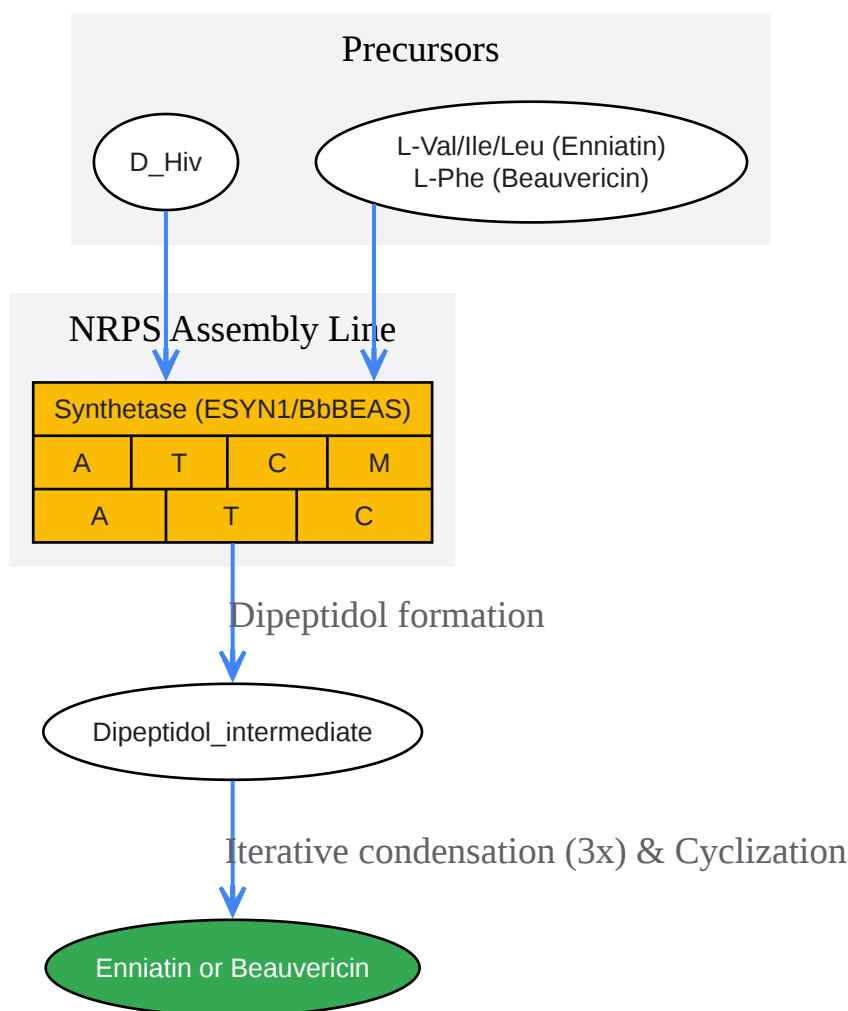 Precursors
D_Hiv
L-Val/Ile/Leu (Enniatin)
L-Phe (Beauvericin)
NRPS Assembly Line
Synthetase (ESYN1/BbBEAS)
A T C M
A T C
Dipeptidol formation
Dipeptidol_intermediate
Iterative condensation (3x) & Cyclization
Enniatin or Beauvericin